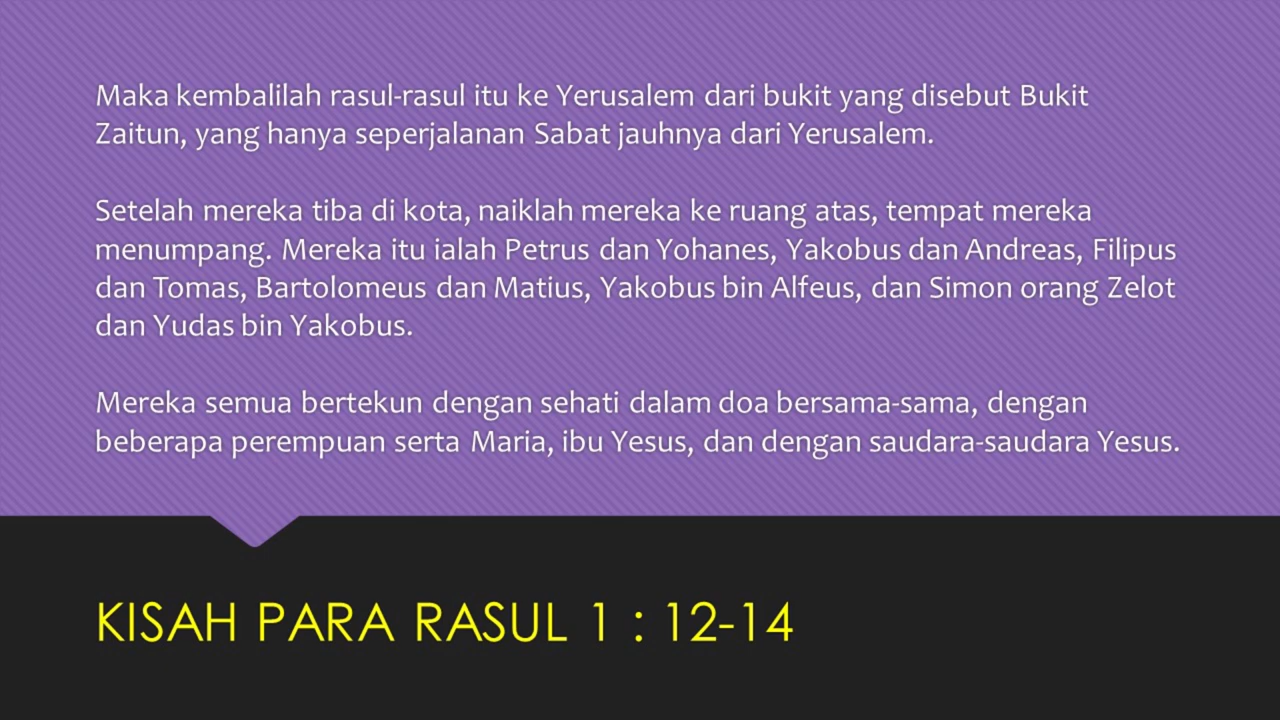 Maka kembalilah rasul-rasul itu ke Yerusalem dari bukit yang disebut Bukit
Zaitun, yang hanya seperjalanan Sabat jauhnya dari Yerusalem.
Setelah mereka tiba di kota, naiklah mereka ke ruang atas, tempat mereka
menumpang. Mereka itu ialah Petrus dan Yohanes, Yakobus dan Andreas, Filipus
dan Tomas, Bartolomeus dan Matius, Yakobus bin Alfeus, dan Simon orang Zelot
dan Yudas bin Yakobus.
Mereka semua bertekun dengan sehati dalam doa bersama-sama, dengan
beberapa perempuan serta Maria, ibu Yesus, dan dengan saudara-saudara Yesus.
KISAH PARA RASUL 1 : 12-14